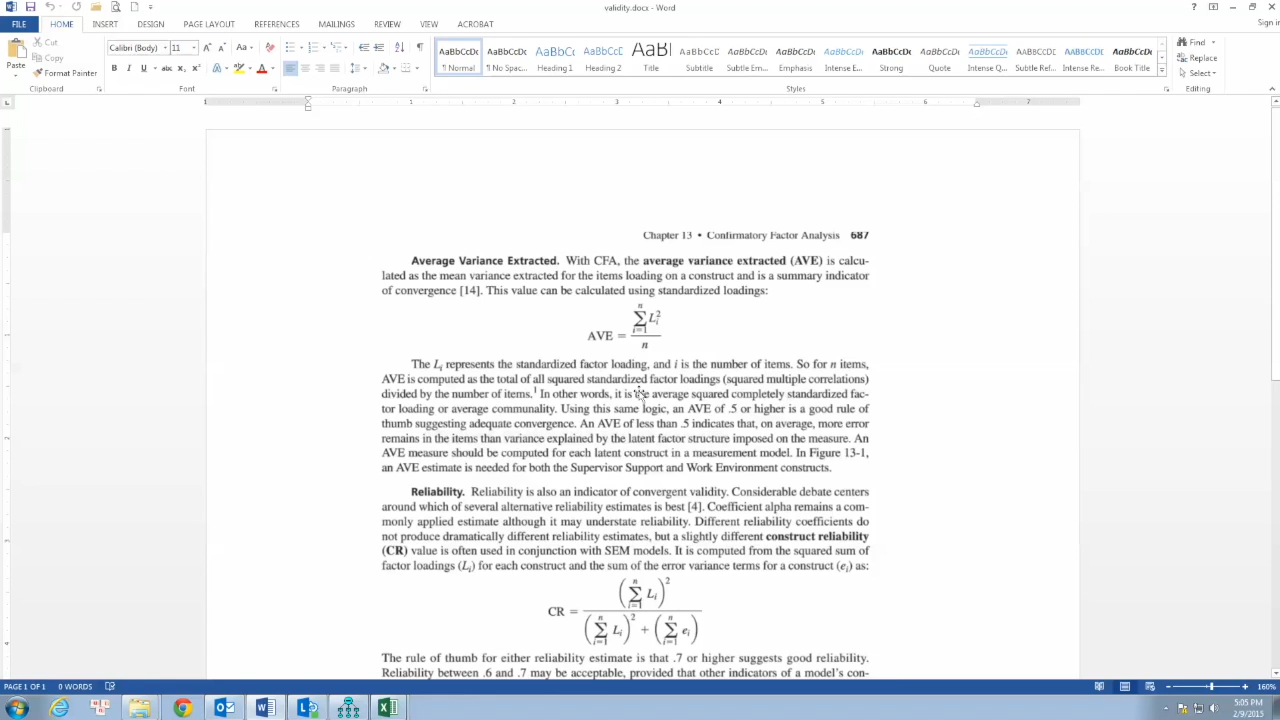 validity.docx - Word
FILE HOME INSERT DESIGN PAGE LAYOUT REFERENCES MAILINGS REVIEW VIEW ACROBAT Sign in
Paste Cut Copy Format Painter Clipboard
Calibri (Body) 11 Font
Paragraph
AaBbCcDc ¶ Normal
AaBbCcDc ¶ No Spac...
AaBbCc Heading 1
AaBbCcC Heading 2
AaBl Title
AaBbCcD Subtitle
AaBbCcDc Subtle Em...
AaBbCcDc Emphasis
AaBbCcDc Intense E...
AaBbCcDc Strong
AaBbCcDc Quote
AaBbCcDc Intense Q...
AABBCCDC Subtle Ref...
AABBCCDC Intense Re...
AaBbCcDc Book Title
Styles
Find Replace Select Editing
Chapter 13 • Confirmatory Factor Analysis 687
Average Variance Extracted. With CFA, the average variance extracted (AVE) is calcu-
lated as the mean variance extracted for the items loading on a construct and is a summary indicator
of convergence [14]. This value can be calculated using standardized loadings:
AVE = ∑ᵢ₌₁ⁿ Lᵢ² / n
The Lᵢ represents the standardized factor loading, and i is the number of items. So for n items,
AVE is computed as the total of all squared standardized factor loadings (squared multiple correlations)
divided by the number of items.¹ In other words, it is the average squared completely standardized fac-
tor loading or average communality. Using this same logic, an AVE of .5 or higher is a good rule of
thumb suggesting adequate convergence. An AVE of less than .5 indicates that, on average, more error
remains in the items than variance explained by the latent factor structure imposed on the measure. An
AVE measure should be computed for each latent construct in a measurement model. In Figure 13-1,
an AVE estimate is needed for both the Supervisor Support and Work Environment constructs.
Reliability. Reliability is also an indicator of convergent validity. Considerable debate centers
around which of several alternative reliability estimates is best [4]. Coefficient alpha remains a com-
monly applied estimate although it may understate reliability. Different reliability coefficients do
not produce dramatically different reliability estimates, but a slightly different construct reliability
(CR) value is often used in conjunction with SEM models. It is computed from the squared sum of
factor loadings (Lᵢ) for each construct and the sum of the error variance terms for a construct (eᵢ) as:
CR = (∑ᵢ₌₁ⁿ Lᵢ)² / (∑ᵢ₌₁ⁿ Lᵢ)² + (∑ᵢ₌₁ⁿ eᵢ)
The rule of thumb for either reliability estimate is that .7 or higher suggests good reliability.
Reliability between .6 and .7 may be acceptable, provided that other indicators of a model's con-
PAGE 1 OF 1 0 WORDS 160%
5:05 PM
2/9/2015